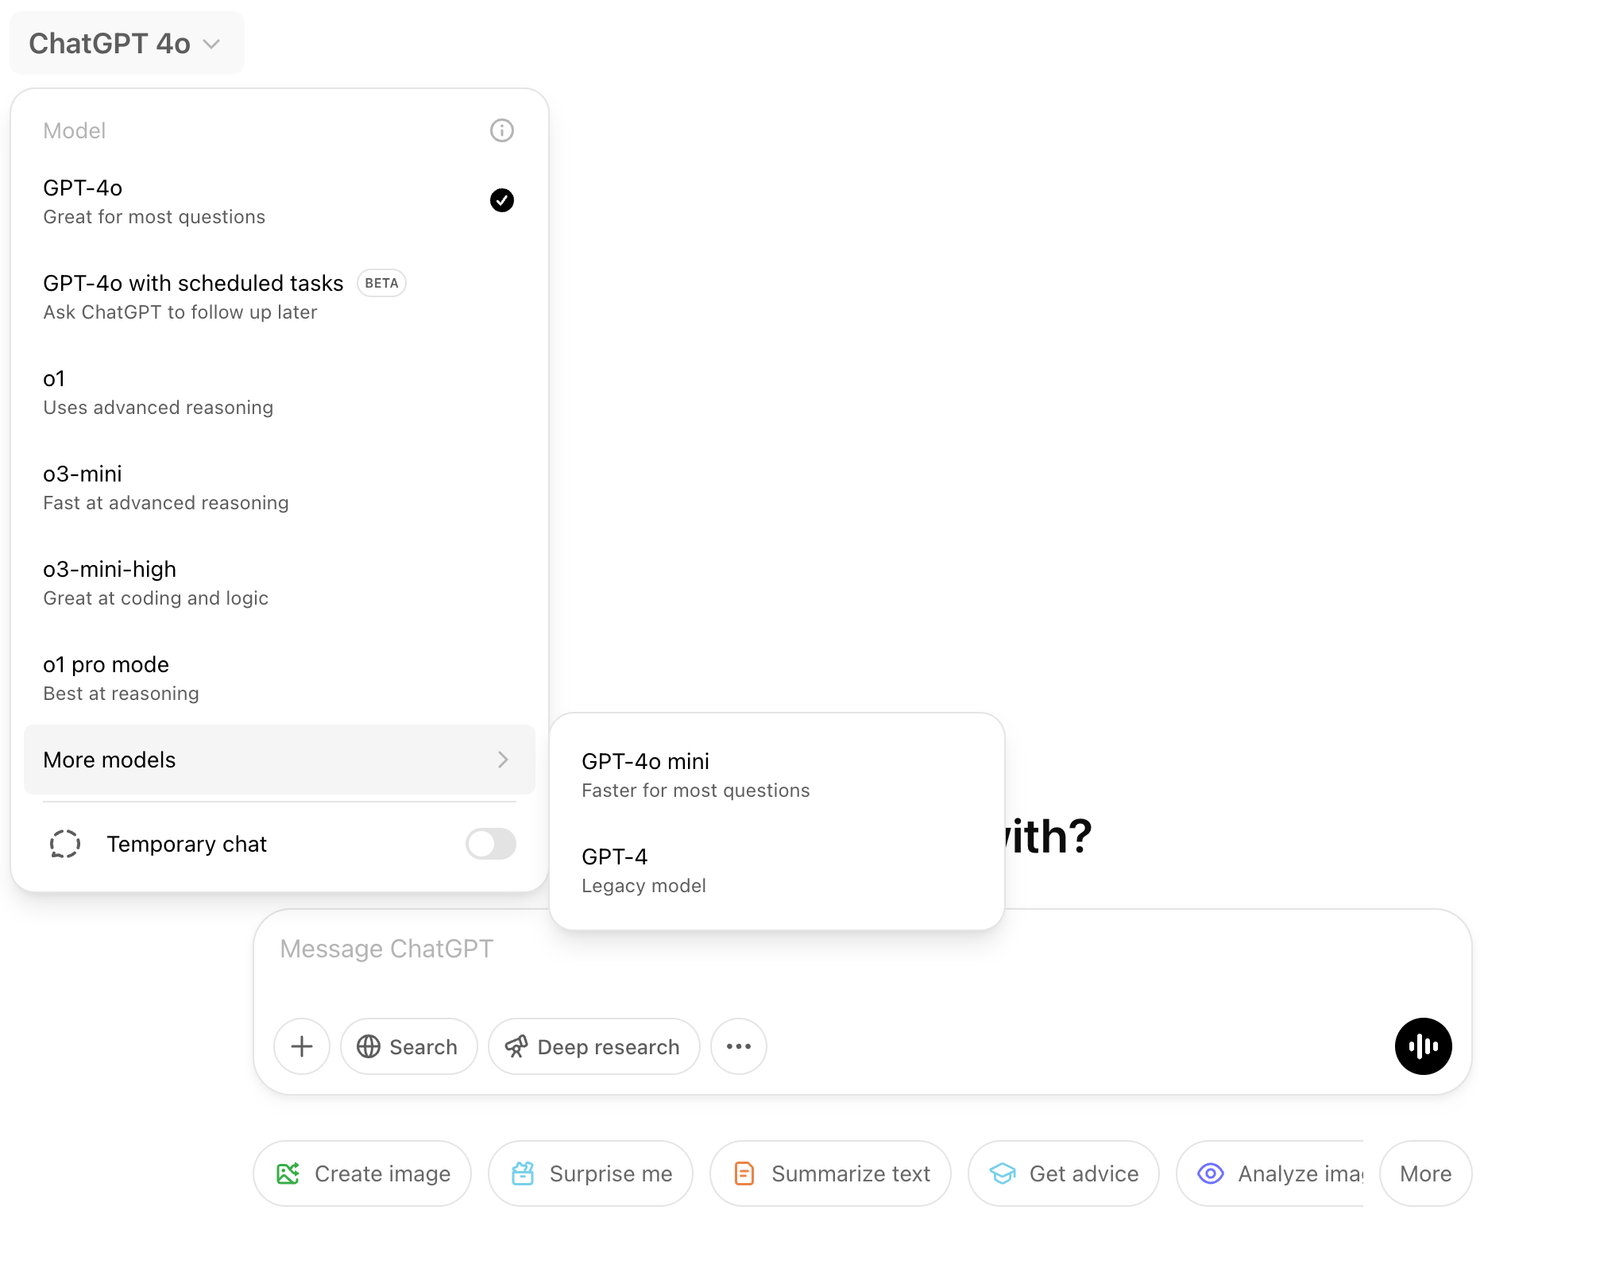 ChatGPT 4o
Model
GPT-4o
Great for most questions
GPT-4o with scheduled tasks BETA
Ask ChatGPT to follow up later
o1
Uses advanced reasoning
o3-mini
Fast at advanced reasoning
o3-mini-high
Great at coding and logic
o1 pro mode
Best at reasoning
More models
GPT-4o mini
Faster for most questions
GPT-4
Legacy model
Temporary chat
with?
Message ChatGPT
Search Deep research
Create image Surprise me Summarize text Get advice Analyze ima More